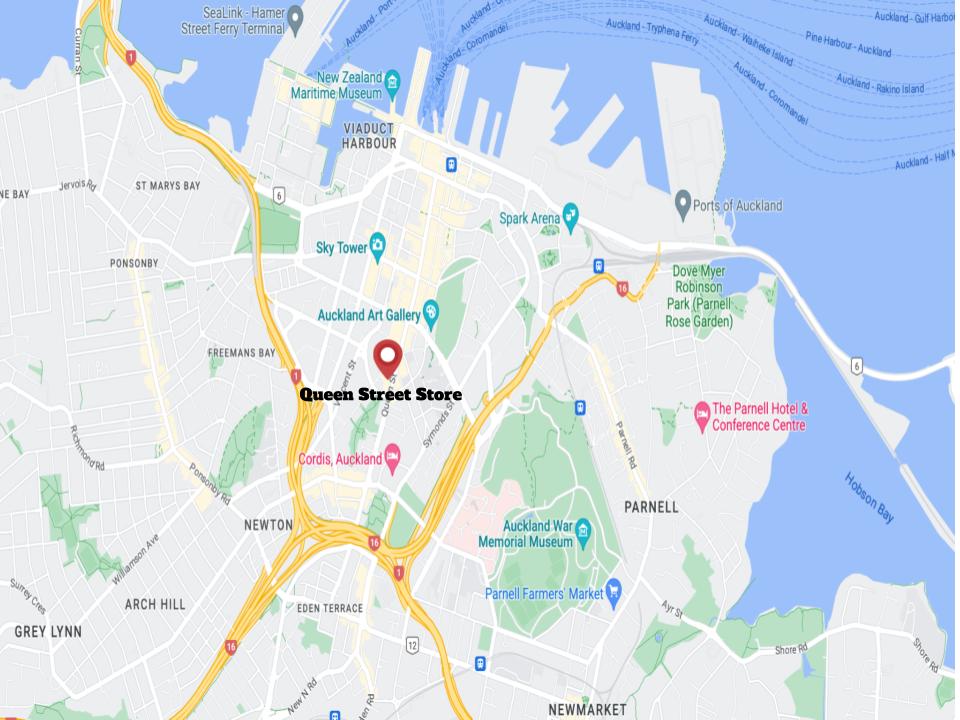 SeaLink - Hamer
Street Ferry Terminal
Auckland - Tryphena Ferry
Auckland - Waiheke Island
Auckland - Gulf Harbo
Pine Harbour - Auckland
Auckland - Rakino Island
Auckland - Coromandel
Auckland - Coromandel
Auckland - Half M
Curran St
1
New Zealand
Maritime Museum
VIADUCT
HARBOUR
NE BAY
Jervois Rd
ST MARYS BAY
6
Spark Arena
Ports of Auckland
Sky Tower
PONSONBY
16
Dove Myer
Robinson
Park (Parnell
Rose Garden)
Auckland Art Gallery
FREEMANS BAY
1
6
Queen St
Queen Street Store
Symonds St
The Parnell Hotel &
Conference Centre
Richmond Rd
Ponsonby Rd
Cordis, Auckland
Parnell Rd
Hobson Bay
PARNELL
NEWTON
Auckland War
Memorial Museum
16
1
Williamson Ave
Surrey Cres
Parnell Farmers' Market
ARCH HILL
EDEN TERRACE
Ayr St
GREY LYNN
16
12
Shore Rd
Shore Rd
New N Rd
den Rd
NEWMARKET